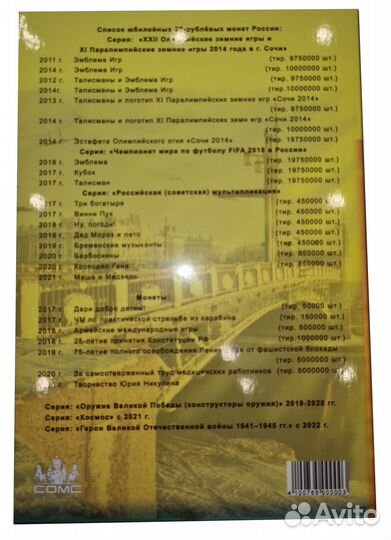 Список юбилейных 25-рублёвых монет России:
Серия: «XXII Олимпийские зимние игры и
XI Паралимпийские зимние игры 2014 года в г. Сочи»
2011 г. Эмблема Игр (тир. 9750000 шт.)
2014 г. Эмблема Игр (тир. 10000000 шт.)
2012 г. Талисманы и Эмблема Игр (тир. 9750000 шт.)
2014г. Талисманы и Эмблема Игр (тир. 10000000 шт.)
2013 г. Талисманы и логотип XI Паралимпийских зимних игр «Сочи 2014»
(тир. 9750000 шт.)
2014 г. Талисманы и логотип XI Паралимпийских зимн игр «Сочи 2014»
(тир. 10000000 шт.)
2014 г. Эстафета Олимпийского огня «Сочи 2014» (тир. 19750000 шт.)
Серия: «Чемпионат мира по футболу FIFA 2018 в России»
2016 г. Эмблема (тир. 19750000 шт.)
2017 г. Кубок (тир. 19750000 шт.)
2017 г. Талисман (тир. 19750000 шт.)
Серия: «Российская (советская) мультипликация»
2017 г. Три богатыря (тир. 450000 шт.)
2017 г. Винни Пух (тир. 450000 шт.)
2018 г. Ну, погоди! (тир. 450000 шт.)
2019 г. Дед Мороз и лето (тир. 450000 шт.)
2019 г. Бременские музыканты (тир. 450000 шт.)
2020 г. Барбоскины (тир. 850000 шт.)
2020 г. Крокодил Гена (тир. 850000 шт.)
2021 г. Маша и Медведь
Монеты:
2017 г. Дари добро детям! (тир. 50000 шт.)
2017 г. ЧМ по практической стрельбе из карабина (тир. 150000 шт.)
2018 г. Армейские международные игры (тир. 500000 шт.)
2018 г. 25-летие принятия Конституции РФ (тир.1000000 шт.)
2019 г. 75-летие полного освобождения Ленинграда от фашистской блокады
(тир. 5000000 шт.)
2020 г. За самоотверженный труд медицинских работников (тир. 5000000 шт.)
г. Творчество Юрия Никулина
Серия: «Оружие Великой Победы (конструкторы оружия)» 2019-2020 гг.
Серия: «Космос» с 2021 г.
Серия: «Герои Великой Отечественной войны 1941–1945 гг.» с 2022 г.
СОМС
Avito